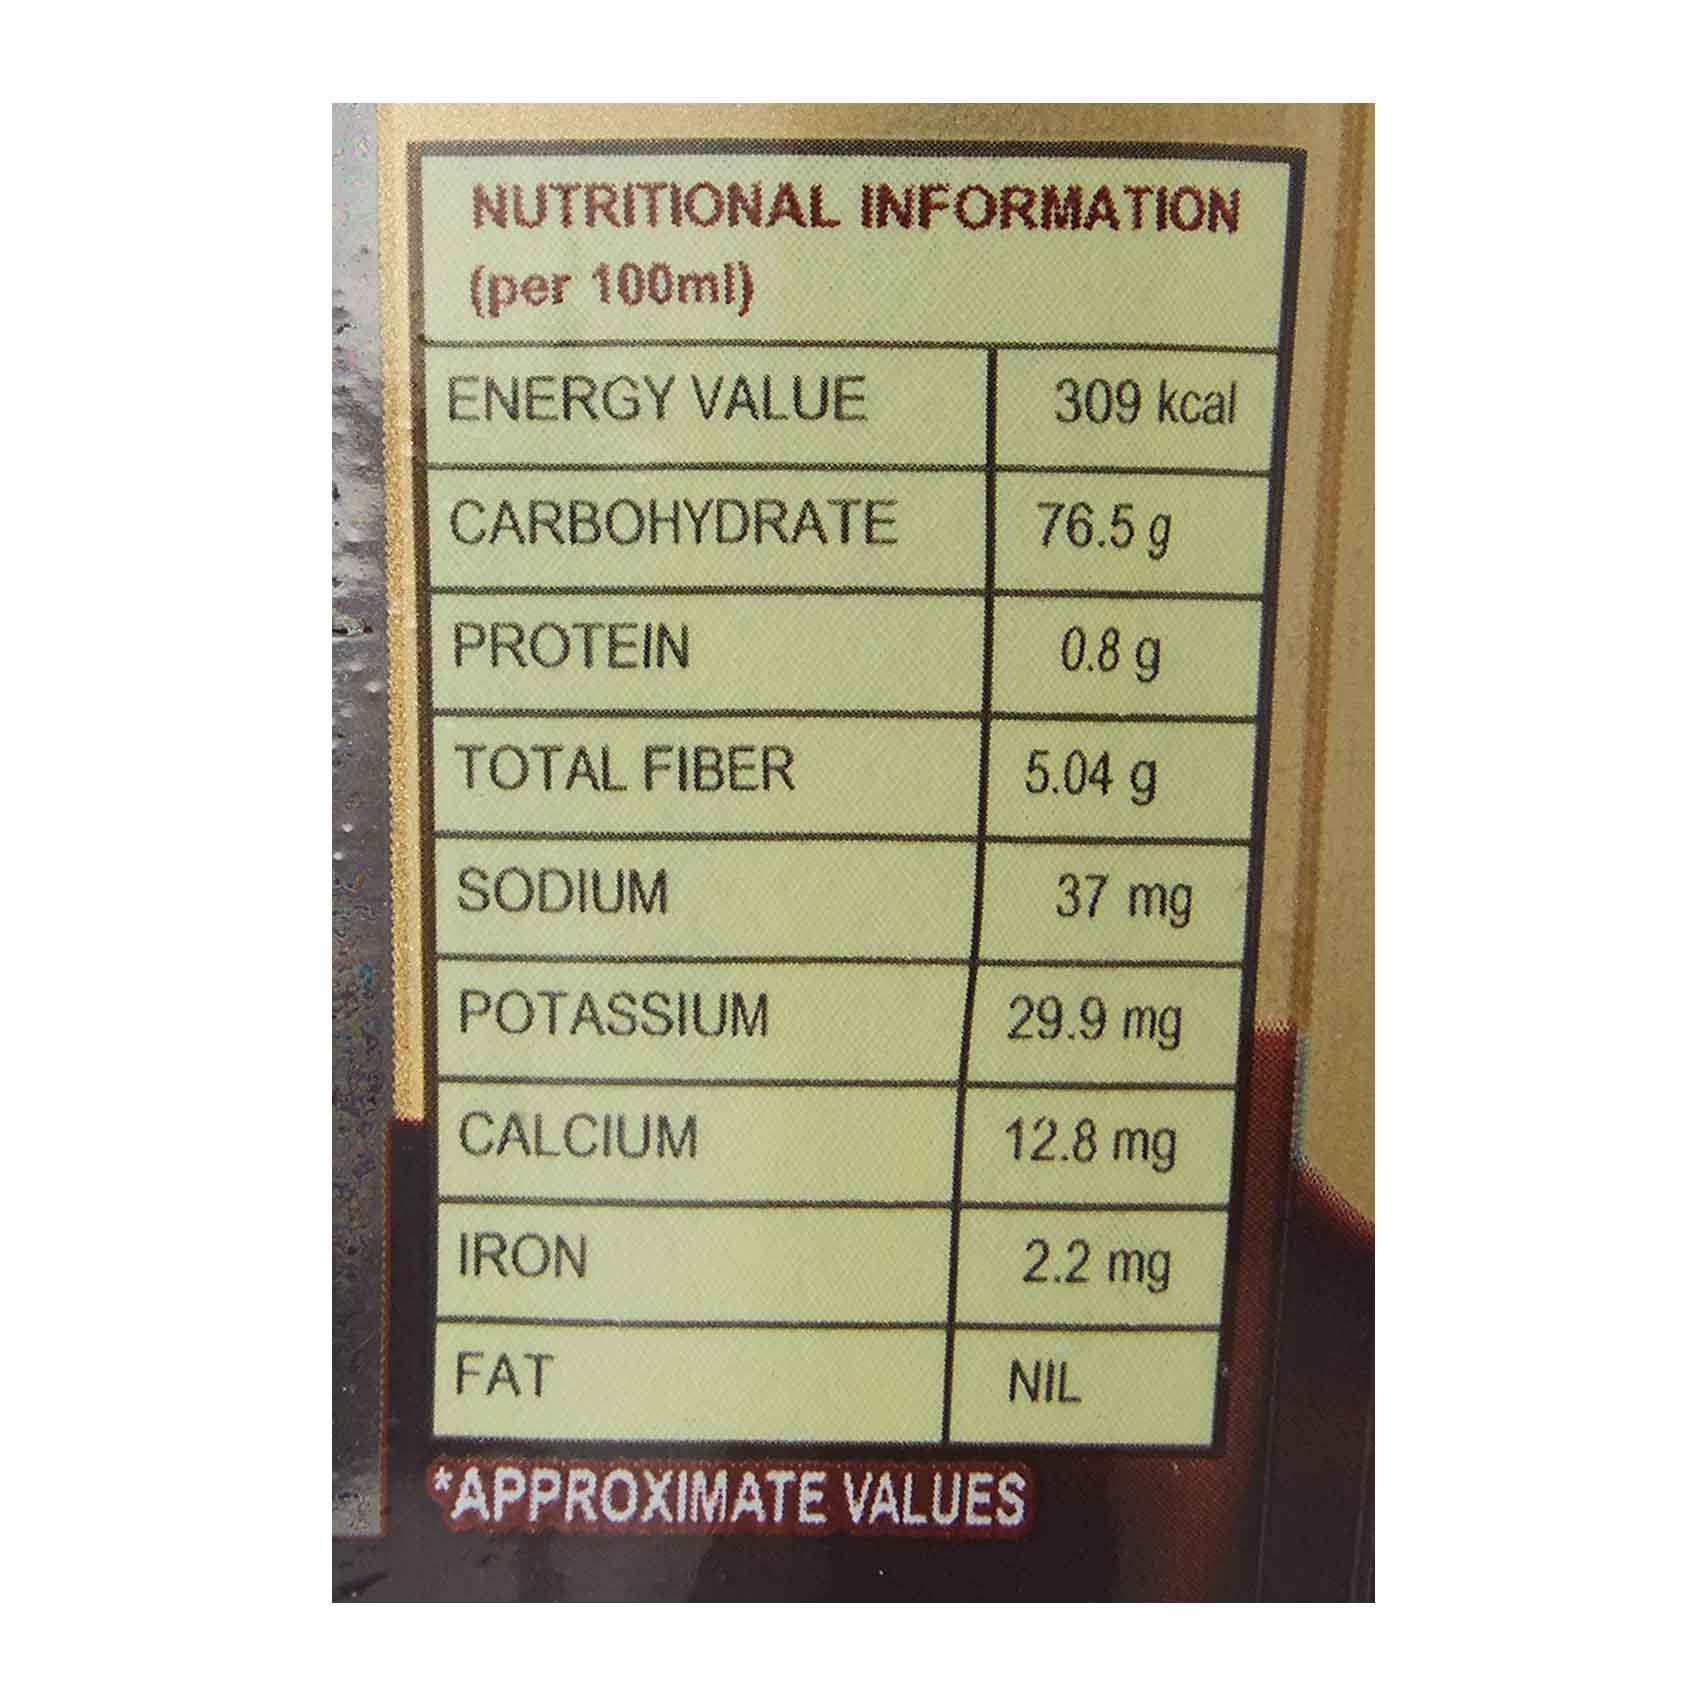 NUTRITIONAL INFORMATION
(per 100ml)
ENERGY VALUE 309 kcal
CARBOHYDRATE 76.5 g
PROTEIN 0.8 g
TOTAL FIBER 5.04 g
SODIUM 37 mg
POTASSIUM 29.9 mg
CALCIUM 12.8 mg
IRON 2.2 mg
FAT NIL
*APPROXIMATE VALUES